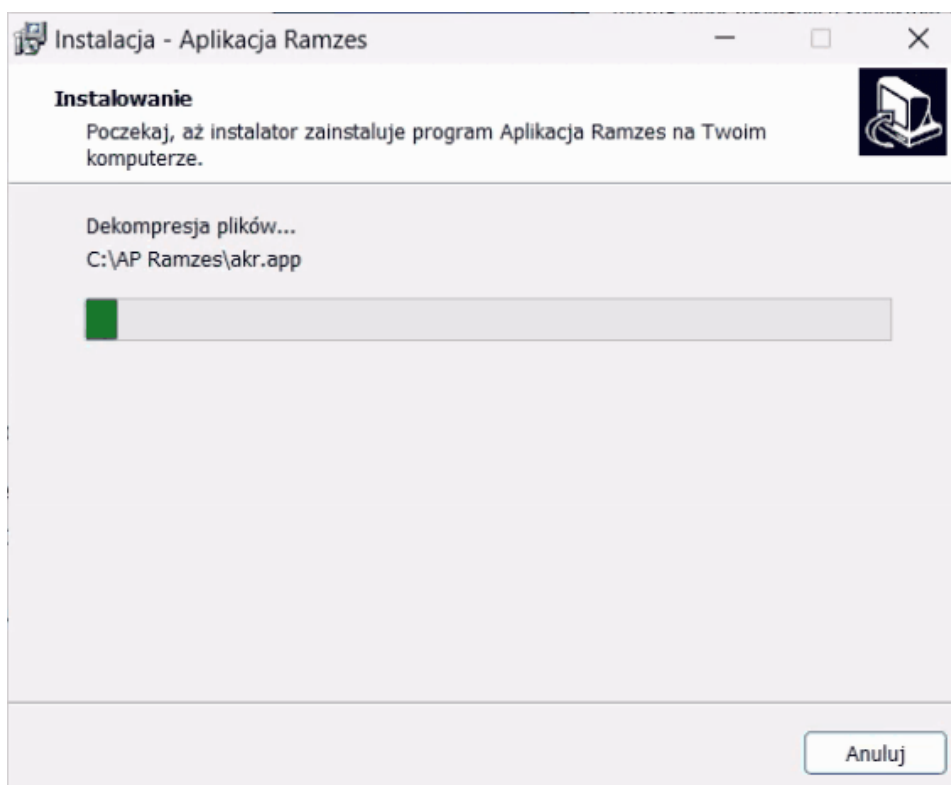 Instalacja - Aplikacja Ramzes
Instalowanie
Poczekaj, aż instalator zainstaluje program Aplikacja Ramzes na Twoim
komputerze.
Dekompresja plików...
C:\AP Ramzes\akr.app
Anuluj